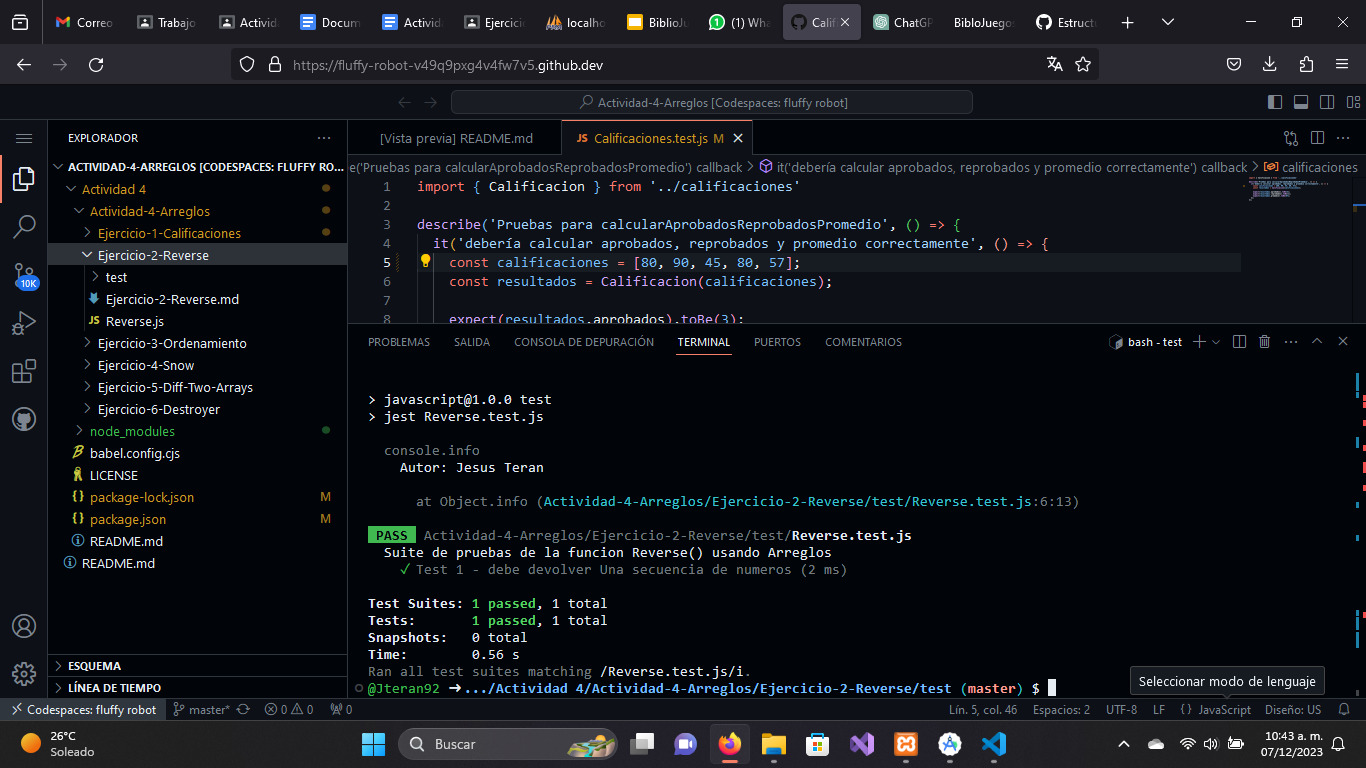 Correo
Trabajo
Activid
Docum
Activid
Ejercicio
localho
BiblioJu
(1) Wha
Calif
ChatGP
BibloJuegos
Estructu
https://fluffy-robot-v49q9pxg4v4fw7v5.github.dev
Actividad-4-Arreglos [Codespaces: fluffy robot]
EXPLORADOR
[Vista previa] README.md
JS Calificaciones.test.js M
ACTIVIDAD-4-ARREGLOS [CODESPACES: FLUFFY RO...
e('Pruebas para calcularAprobadosReprobadosPromedio') callback > it('debería calcular aprobados, reprobados y promedio correctamente') callback > calificaciones
Actividad 4
Actividad-4-Arreglos
Ejercicio-1-Calificaciones
Ejercicio-2-Reverse
test
Ejercicio-2-Reverse.md
JS Reverse.js
Ejercicio-3-Ordenamiento
Ejercicio-4-Snow
Ejercicio-5-Diff-Two-Arrays
Ejercicio-6-Destroyer
node_modules
babel.config.cjs
LICENSE
package-lock.json M
package.json M
README.md
README.md
ESQUEMA
LÍNEA DE TIEMPO
10K
1 import { Calificacion } from '../calificaciones'
2
3 describe('Pruebas para calcularAprobadosReprobadosPromedio', () => {
4 it('debería calcular aprobados, reprobados y promedio correctamente', () => {
5 const calificaciones = [80, 90, 45, 80, 57];
6 const resultados = Calificacion(calificaciones);
7
8 expect(resultados.aprobados).toBe(3);
PROBLEMAS SALIDA CONSOLA DE DEPURACIÓN TERMINAL PUERTOS COMENTARIOS
bash - test
> javascript@1.0.0 test
> jest Reverse.test.js
console.info
Autor: Jesus Teran
at Object.info (Actividad-4-Arreglos/Ejercicio-2-Reverse/test/Reverse.test.js:6:13)
PASS Actividad-4-Arreglos/Ejercicio-2-Reverse/test/Reverse.test.js
Suite de pruebas de la funcion Reverse() usando Arreglos
✓ Test 1 - debe devolver Una secuencia de numeros (2 ms)
Test Suites: 1 passed, 1 total
Tests: 1 passed, 1 total
Snapshots: 0 total
Time: 0.56 s
Ran all test suites matching /Reverse.test.js/i.
@Jteran92 ➜.../Actividad 4/Actividad-4-Arreglos/Ejercicio-2-Reverse/test (master) $
Seleccionar modo de lenguaje
Codespaces: fluffy robot
master*
0 0
0
Lín. 5, col. 46
Espacios: 2
UTF-8
LF
{ } JavaScript
Diseño: US
26°C
Soleado
Buscar
10:43 a. m.
07/12/2023